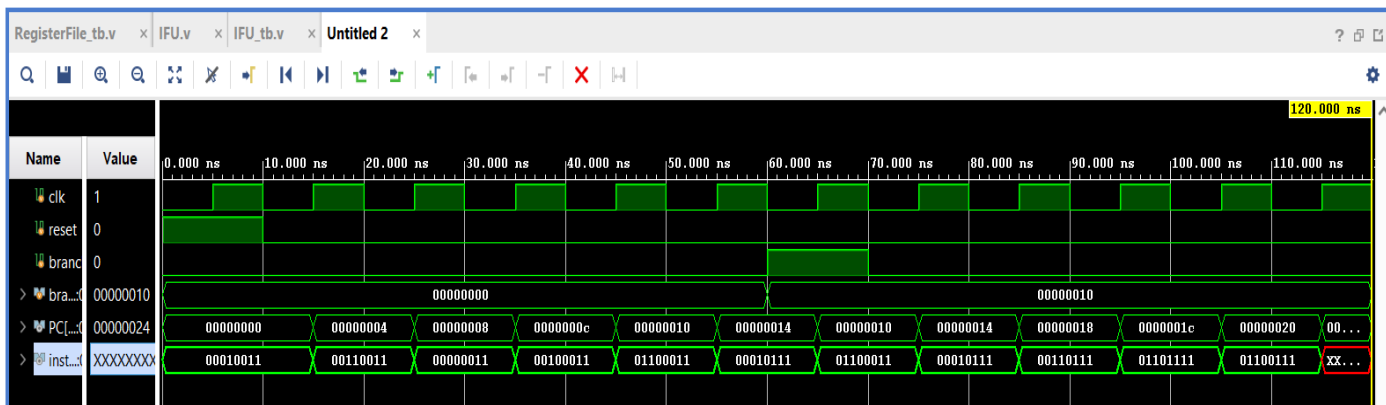 RegisterFile_tb.v × IFU.v × IFU_tb.v × Untitled 2 ×
120.000 ns
Name Value 0.000 ns 10.000 ns 20.000 ns 30.000 ns 40.000 ns 50.000 ns 60.000 ns 70.000 ns 80.000 ns 90.000 ns 100.000 ns 110.000 ns
clk 1
reset 0
branc 0
bra...:0 00000010 00000000 00000010
PC[...:0 00000024 00000000 00000004 00000008 0000000c 00000010 00000014 00000010 00000014 00000018 0000001c 00000020 00...
inst...:0 XXXXXXXX 00010011 00110011 00000011 00100011 01100011 00010111 01100011 00010111 00110111 01101111 01100111 XX...